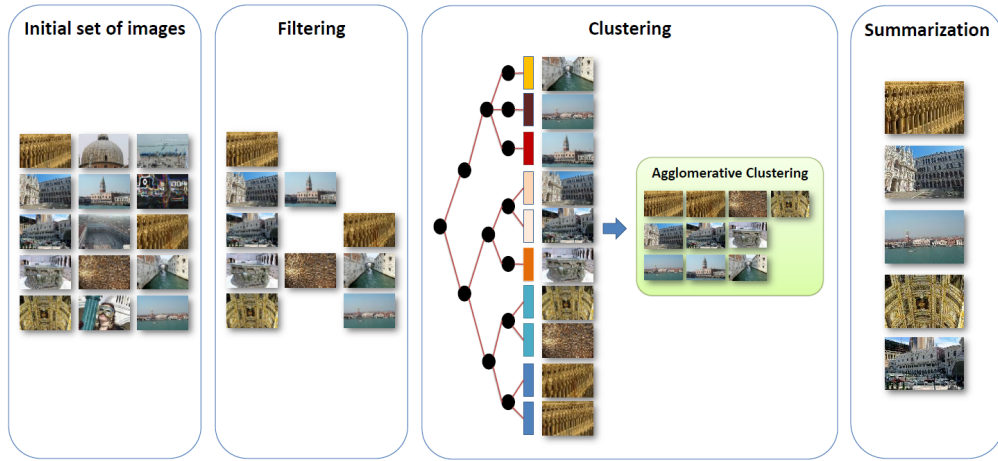 Initial set of images
Filtering
Clustering
Summarization
Agglomerative Clustering